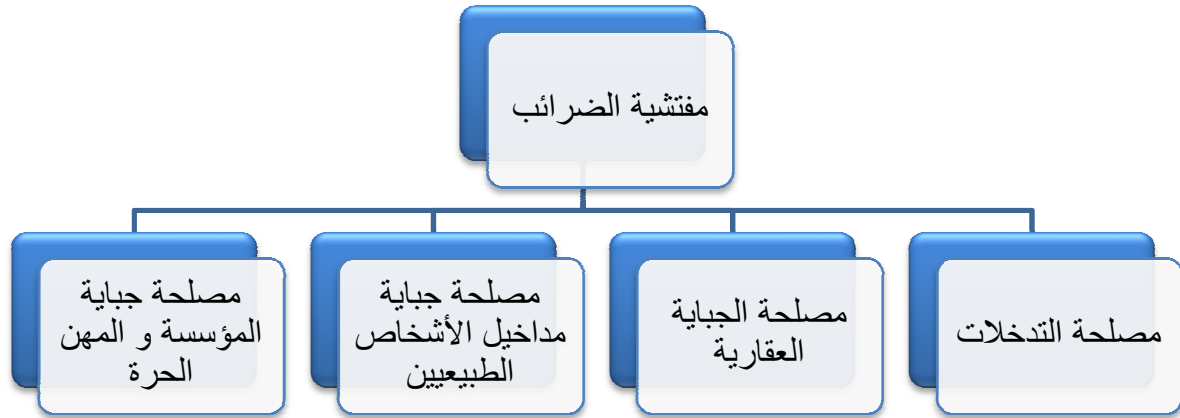 مفتشية الضرائب
مصلحة التدخلات
مصلحة الجباية
العقارية
مصلحة جباية
مداخيل الأشخاص
الطبيعيين
مصلحة جباية
المؤسسة و المهن
الحرة